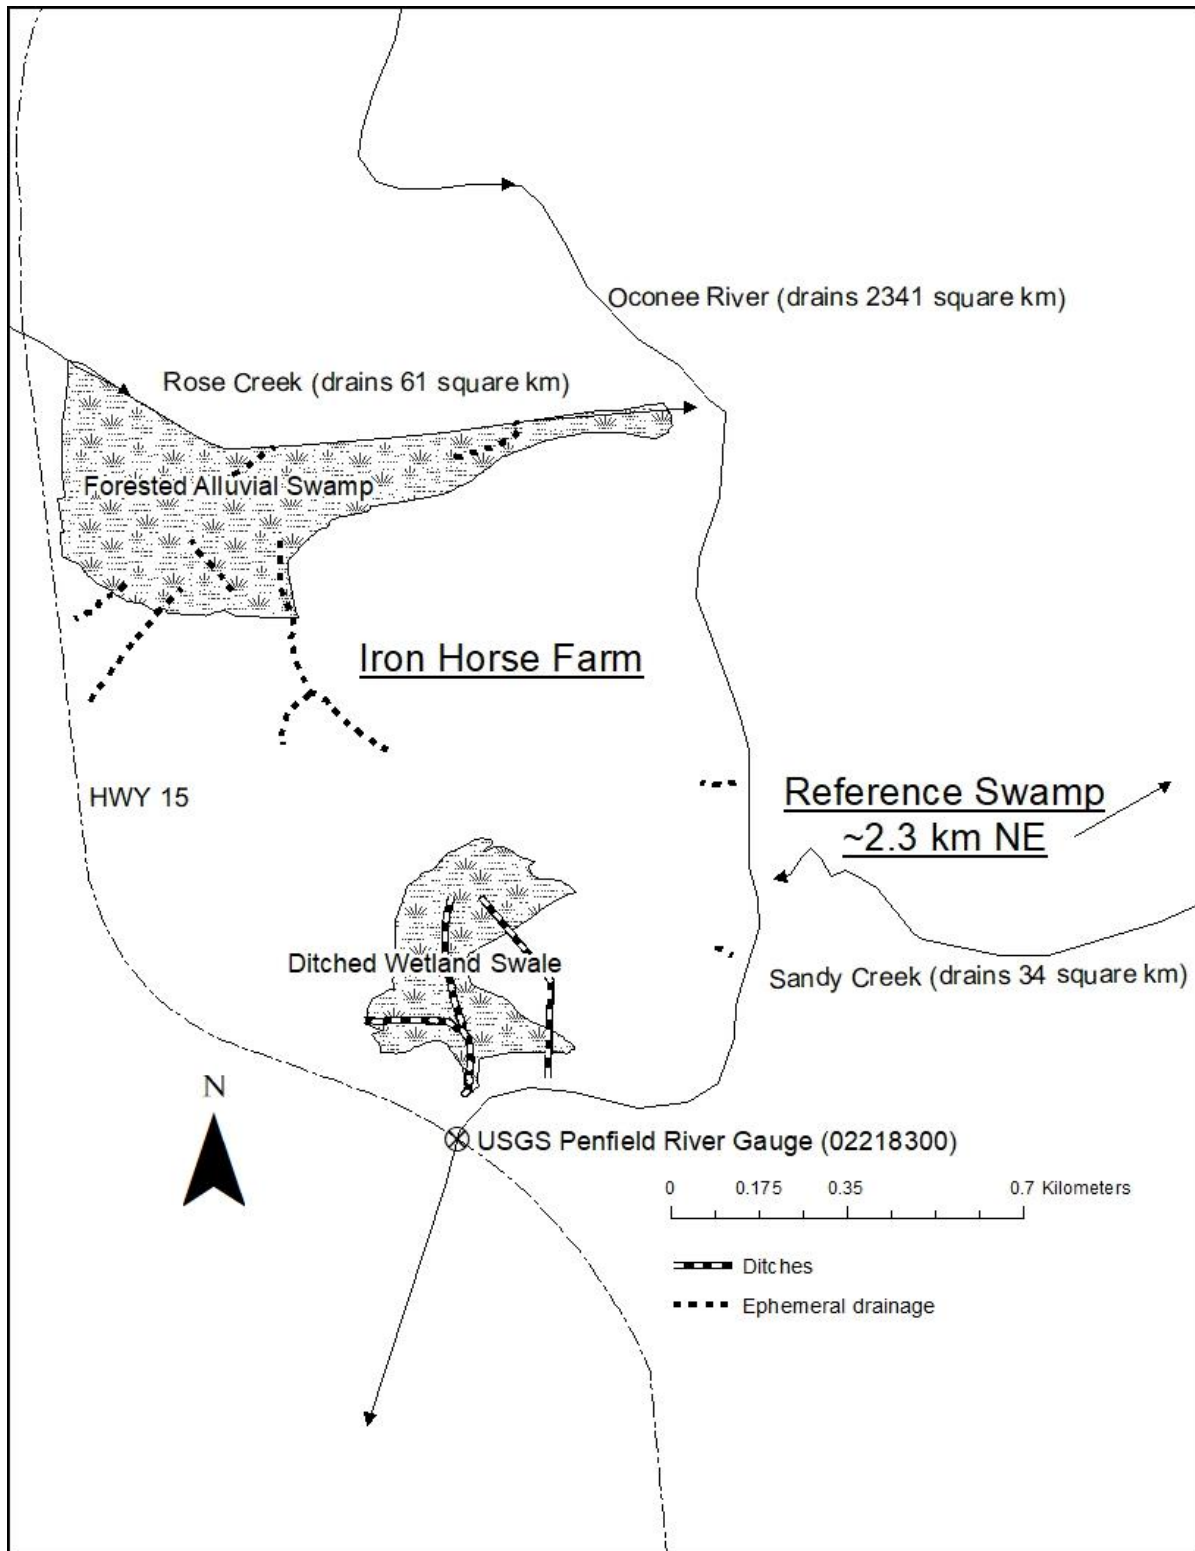 Oconee River (drains 2341 square km)
Rose Creek (drains 61 square km)
Forested Alluvial Swamp
Iron Horse Farm
HWY 15
Reference Swamp
~2.3 km NE
Ditched Wetland Swale
Sandy Creek (drains 34 square km)
N
USGS Penfield River Gauge (02218300)
0 0.175 0.35 0.7 Kilometers
Ditches
Ephemeral drainage